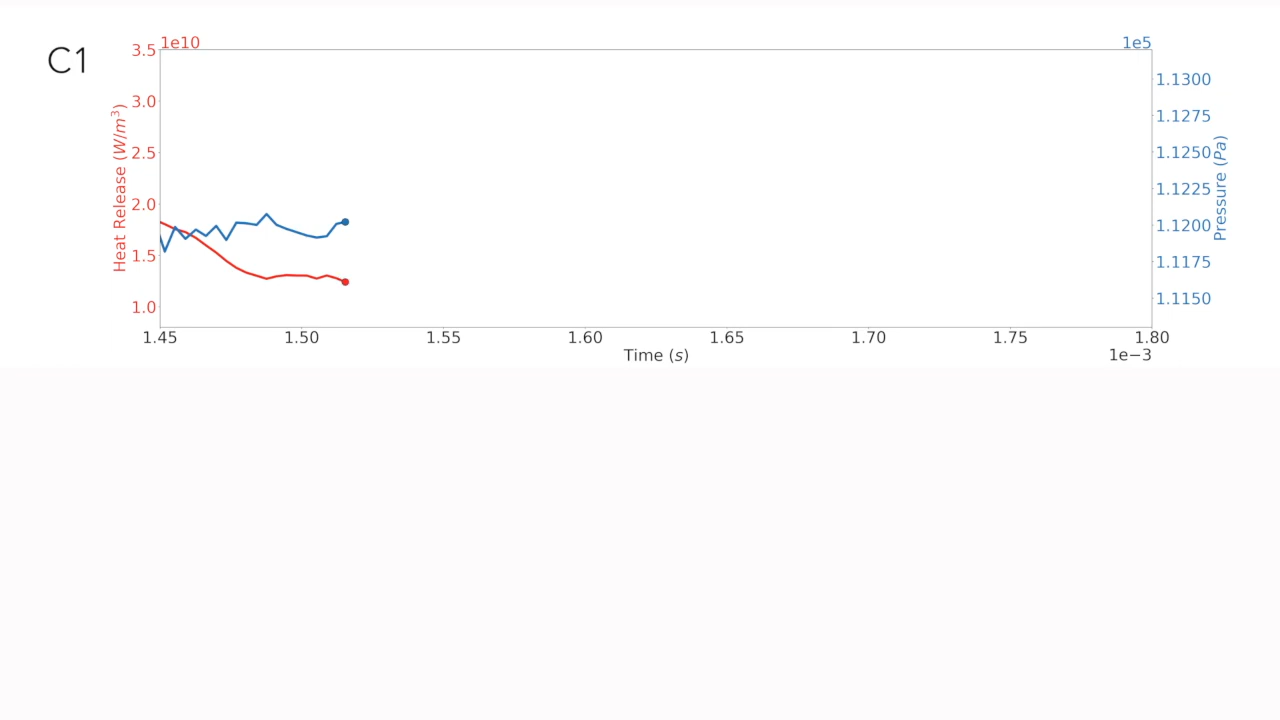 C1
1e10
1e5
3.5
3.0
2.5
2.0
1.5
1.0
Heat Release (W/m³)
1.1300
1.1275
1.1250
1.1225
1.1200
1.1175
1.1150
Pressure (Pa)
1.45 1.50 1.55 1.60 1.65 1.70 1.75 1.80
Time (s)
1e−3